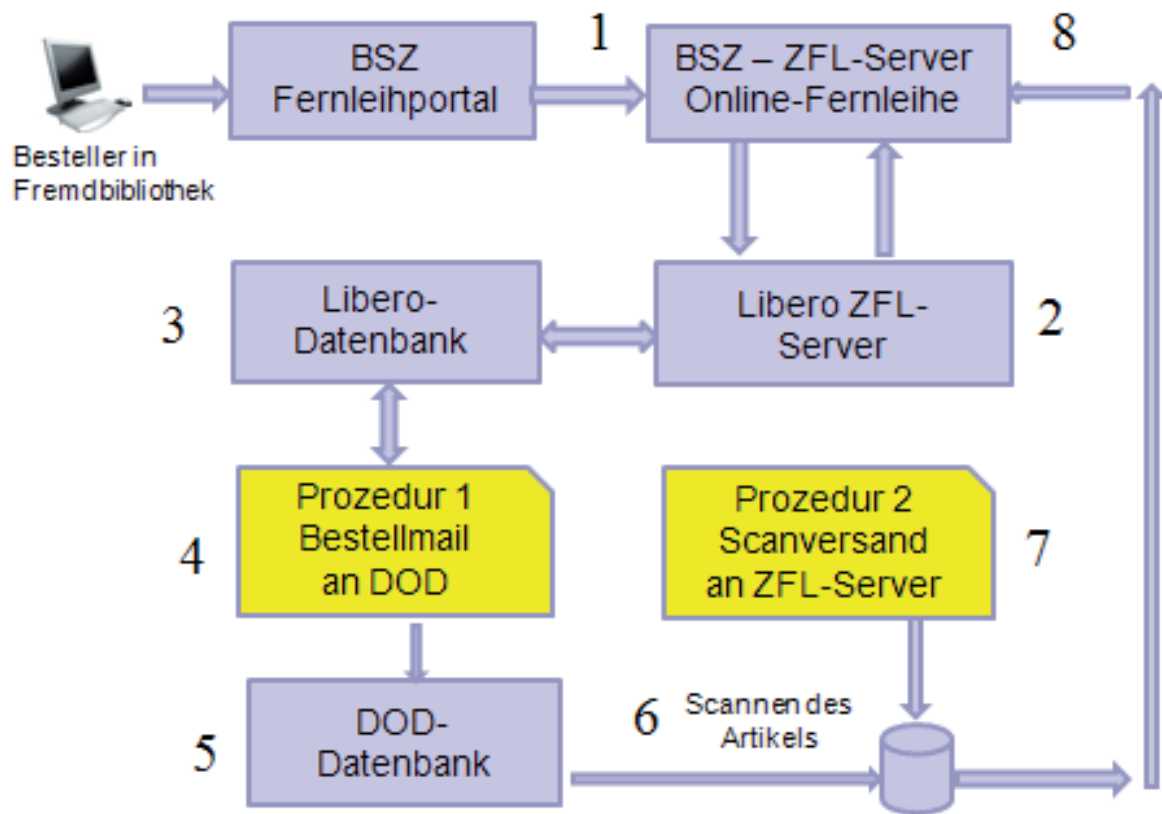 BSZ
Fernleihportal
1
BSZ – ZFL-Server
Online-Fernleihe
8
Besteller in
Fremdbibliothek
3
Libero-
Datenbank
Libero ZFL-
Server
2
4
Prozedur 1
Bestellmail
an DOD
Prozedur 2
Scanversand
an ZFL-Server
7
5
DOD-
Datenbank
6
Scannen des
Artikels